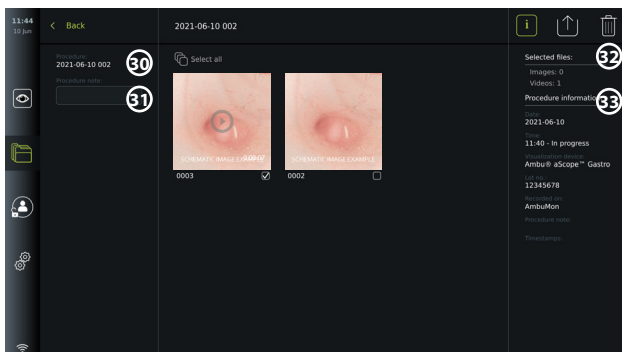 11:44
10 Jun
Back
2021-06-10 002
Procedure:
2021-06-10 002
30
Procedure note:
31
Select all
SCHEMATIC IMAGE EXAMPLE
0003
SCHEMATIC IMAGE EXAMPLE
0002
i
Selected files:
32
Images: 0
Videos: 1
Procedure information
33
Date:
2021-06-10
Time:
11:40 - In progress
Visualization device:
Ambu® aScope™ Gastro
Lot no.:
12345678
Recorded on:
AmbuMon
Procedure note:
Timestamps: